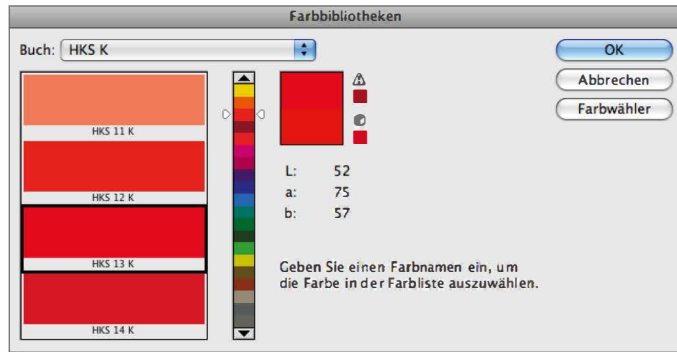 Farbbibliotheken
Buch: HKS K
OK
Abbrechen
Farbwähler
HKS 11 K
HKS 12 K
HKS 13 K
HKS 14 K
L: 52
a: 75
b: 57
Geben Sie einen Farbnamen ein, um
die Farbe in der Farbliste auszuwählen.